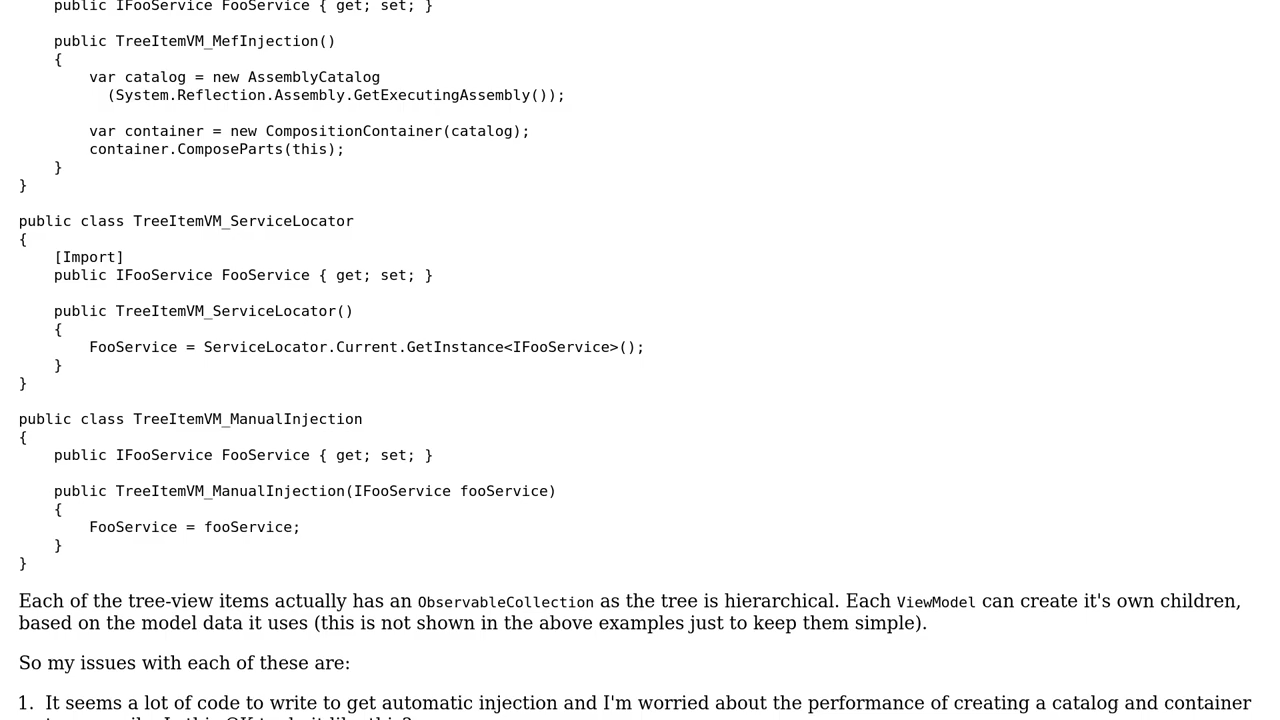 public IFooService FooService { get; set; }
public TreeItemVM_MefInjection()
{
var catalog = new AssemblyCatalog
(System.Reflection.Assembly.GetExecutingAssembly());
var container = new CompositionContainer(catalog);
container.ComposeParts(this);
}
}
public class TreeItemVM_ServiceLocator
{
[Import]
public IFooService FooService { get; set; }
public TreeItemVM_ServiceLocator()
{
FooService = ServiceLocator.Current.GetInstance<IFooService>();
}
}
public class TreeItemVM_ManualInjection
{
public IFooService FooService { get; set; }
public TreeItemVM_ManualInjection(IFooService fooService)
{
FooService = fooService;
}
}
Each of the tree-view items actually has an ObservableCollection as the tree is hierarchical. Each ViewModel can create it's own children,
based on the model data it uses (this is not shown in the above examples just to keep them simple).
So my issues with each of these are:
1. It seems a lot of code to write to get automatic injection and I'm worried about the performance of creating a catalog and container